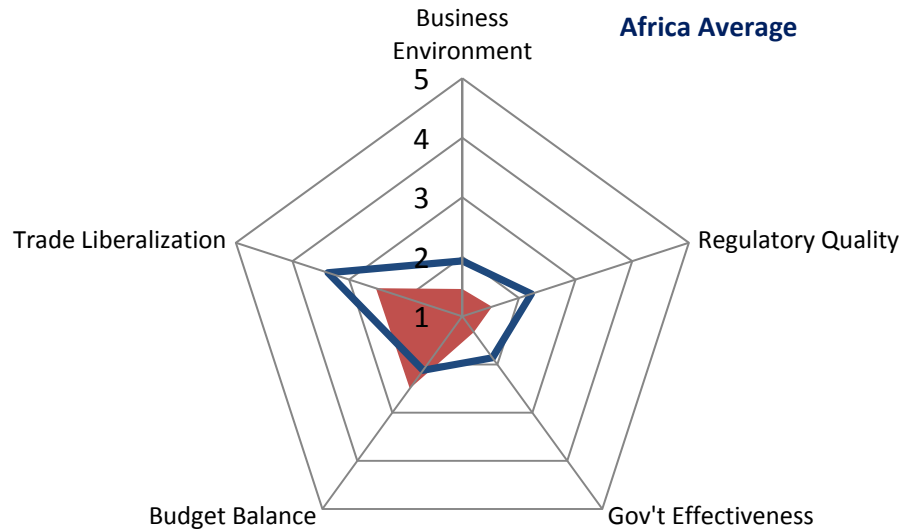 Business
Environment
Africa Average
5
4
3
2
1
Trade Liberalization
Regulatory Quality
Budget Balance
Gov't Effectiveness